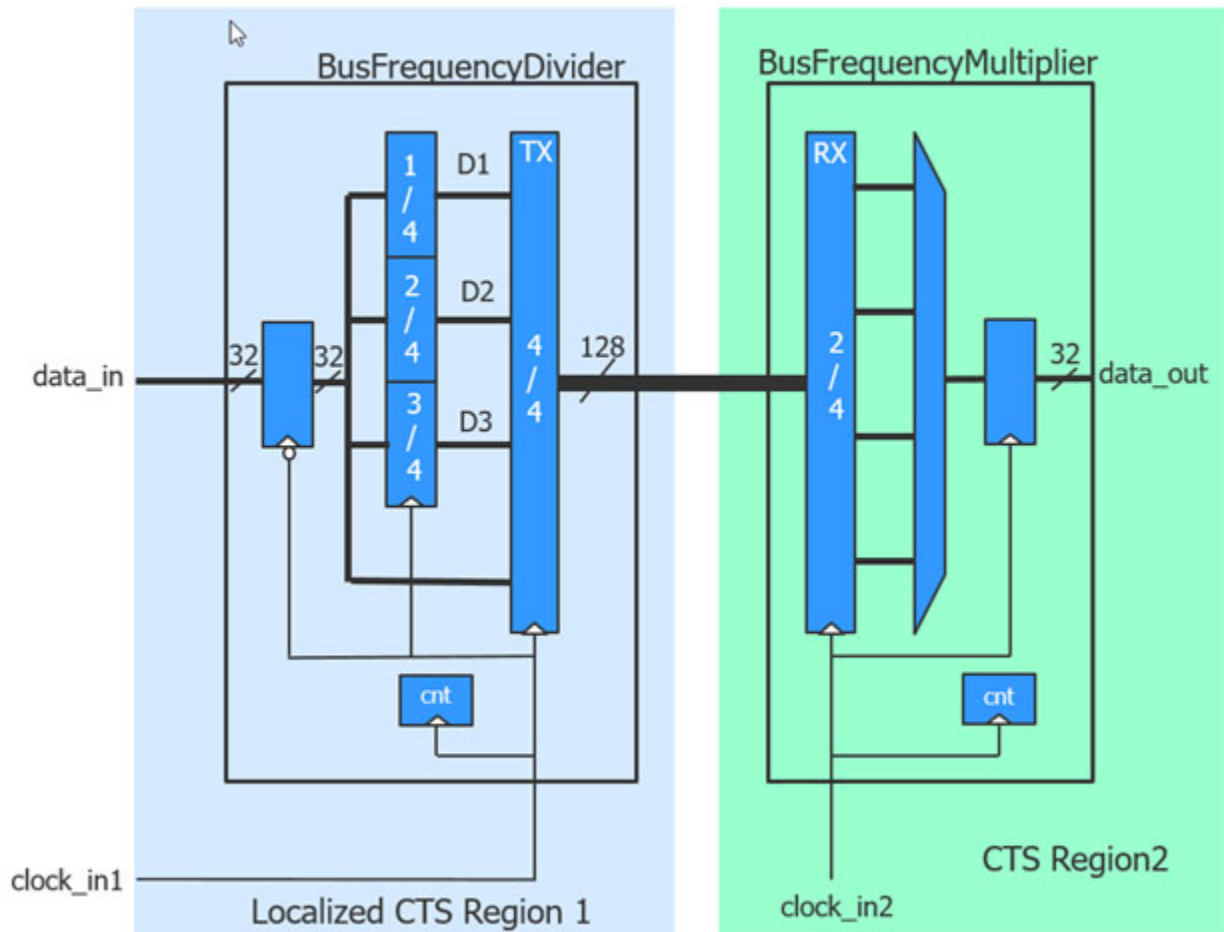 BusFrequencyDivider
BusFrequencyMultiplier
1
/
4
D1
TX
RX
2
/
4
D2
3
/
4
D3
4
/
4
2
/
4
data_in
32
32
128
32
data_out
cnt
cnt
clock_in1
Localized CTS Region 1
clock_in2
CTS Region2